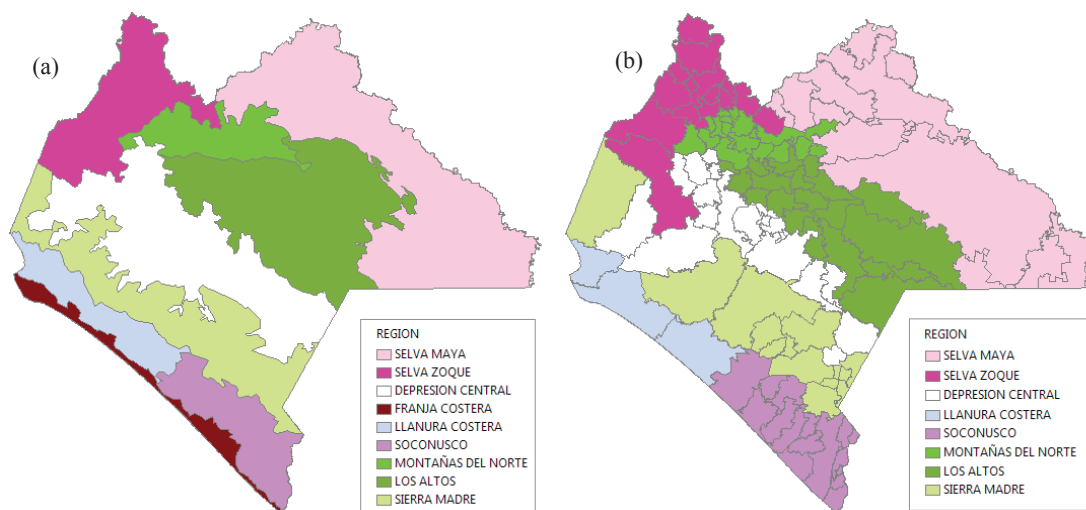 (a)
REGION
SELVA MAYA
SELVA ZOQUE
DEPRESION CENTRAL
FRANJA COSTERA
LLANURA COSTERA
SOCONUSCO
MONTAÑAS DEL NORTE
LOS ALTOS
SIERRA MADRE
(b)
REGION
SELVA MAYA
SELVA ZOQUE
DEPRESION CENTRAL
LLANURA COSTERA
SOCONUSCO
MONTAÑAS DEL NORTE
LOS ALTOS
SIERRA MADRE